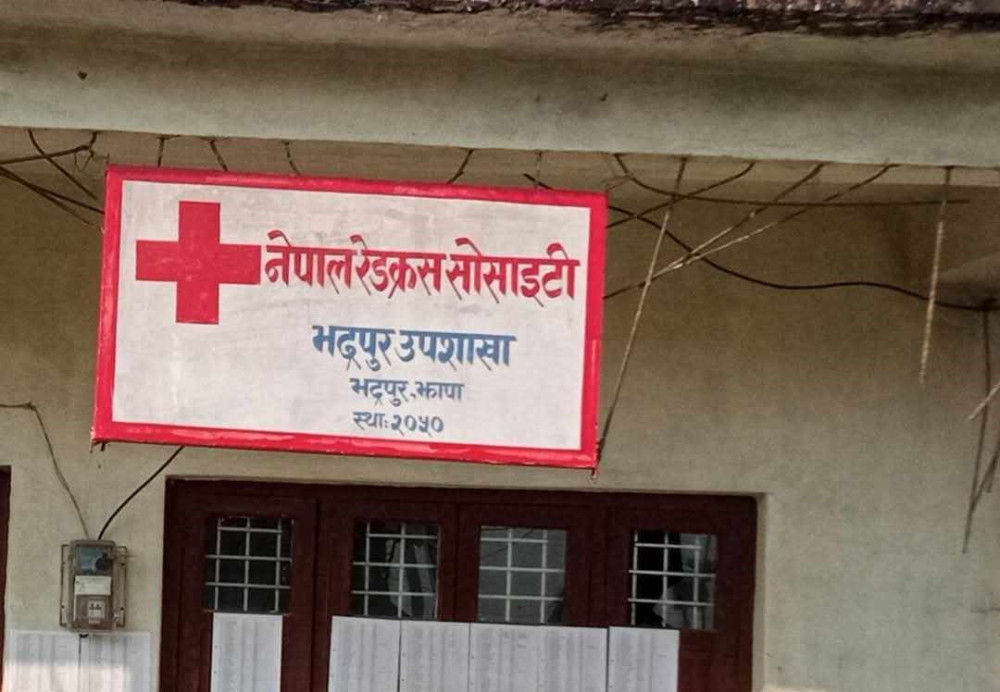 नेपाल रेडक्रस सोसाइटी
भद्रपुर उपशाखा
भद्रपुर, झापा
स्था: २०५०